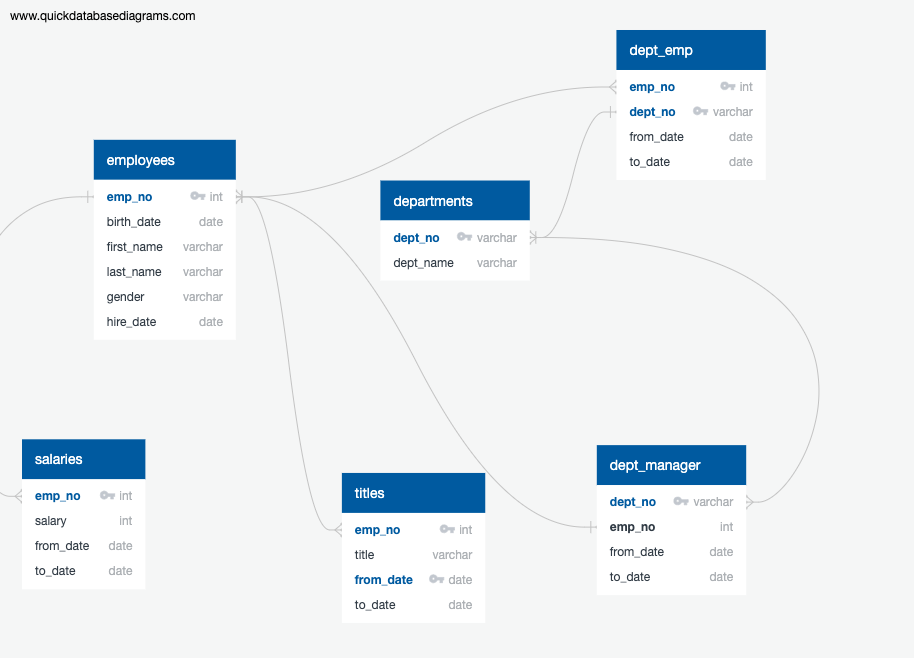 www.quickdatabasediagrams.com
dept_emp
emp_no int
dept_no varchar
from_date date
to_date date
employees
emp_no int
birth_date date
first_name varchar
last_name varchar
gender varchar
hire_date date
departments
dept_no varchar
dept_name varchar
salaries
emp_no int
salary int
from_date date
to_date date
titles
emp_no int
title varchar
from_date date
to_date date
dept_manager
dept_no varchar
emp_no int
from_date date
to_date date